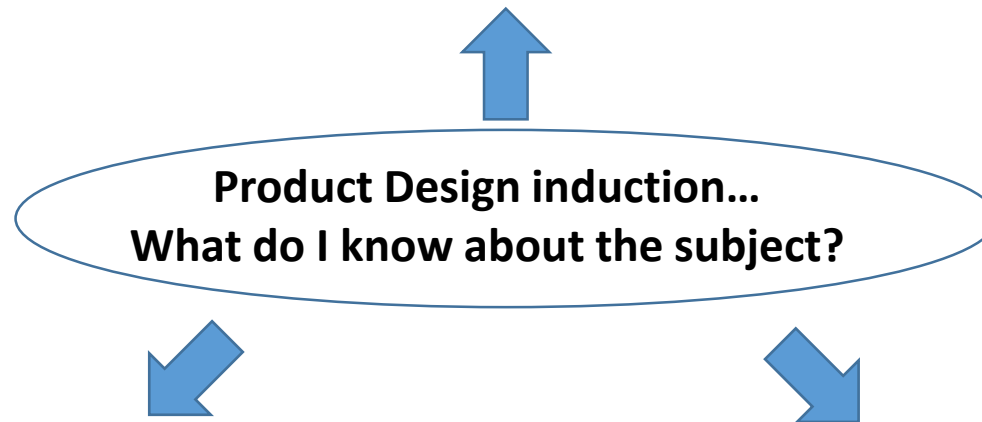 Product Design induction…
What do I know about the subject?